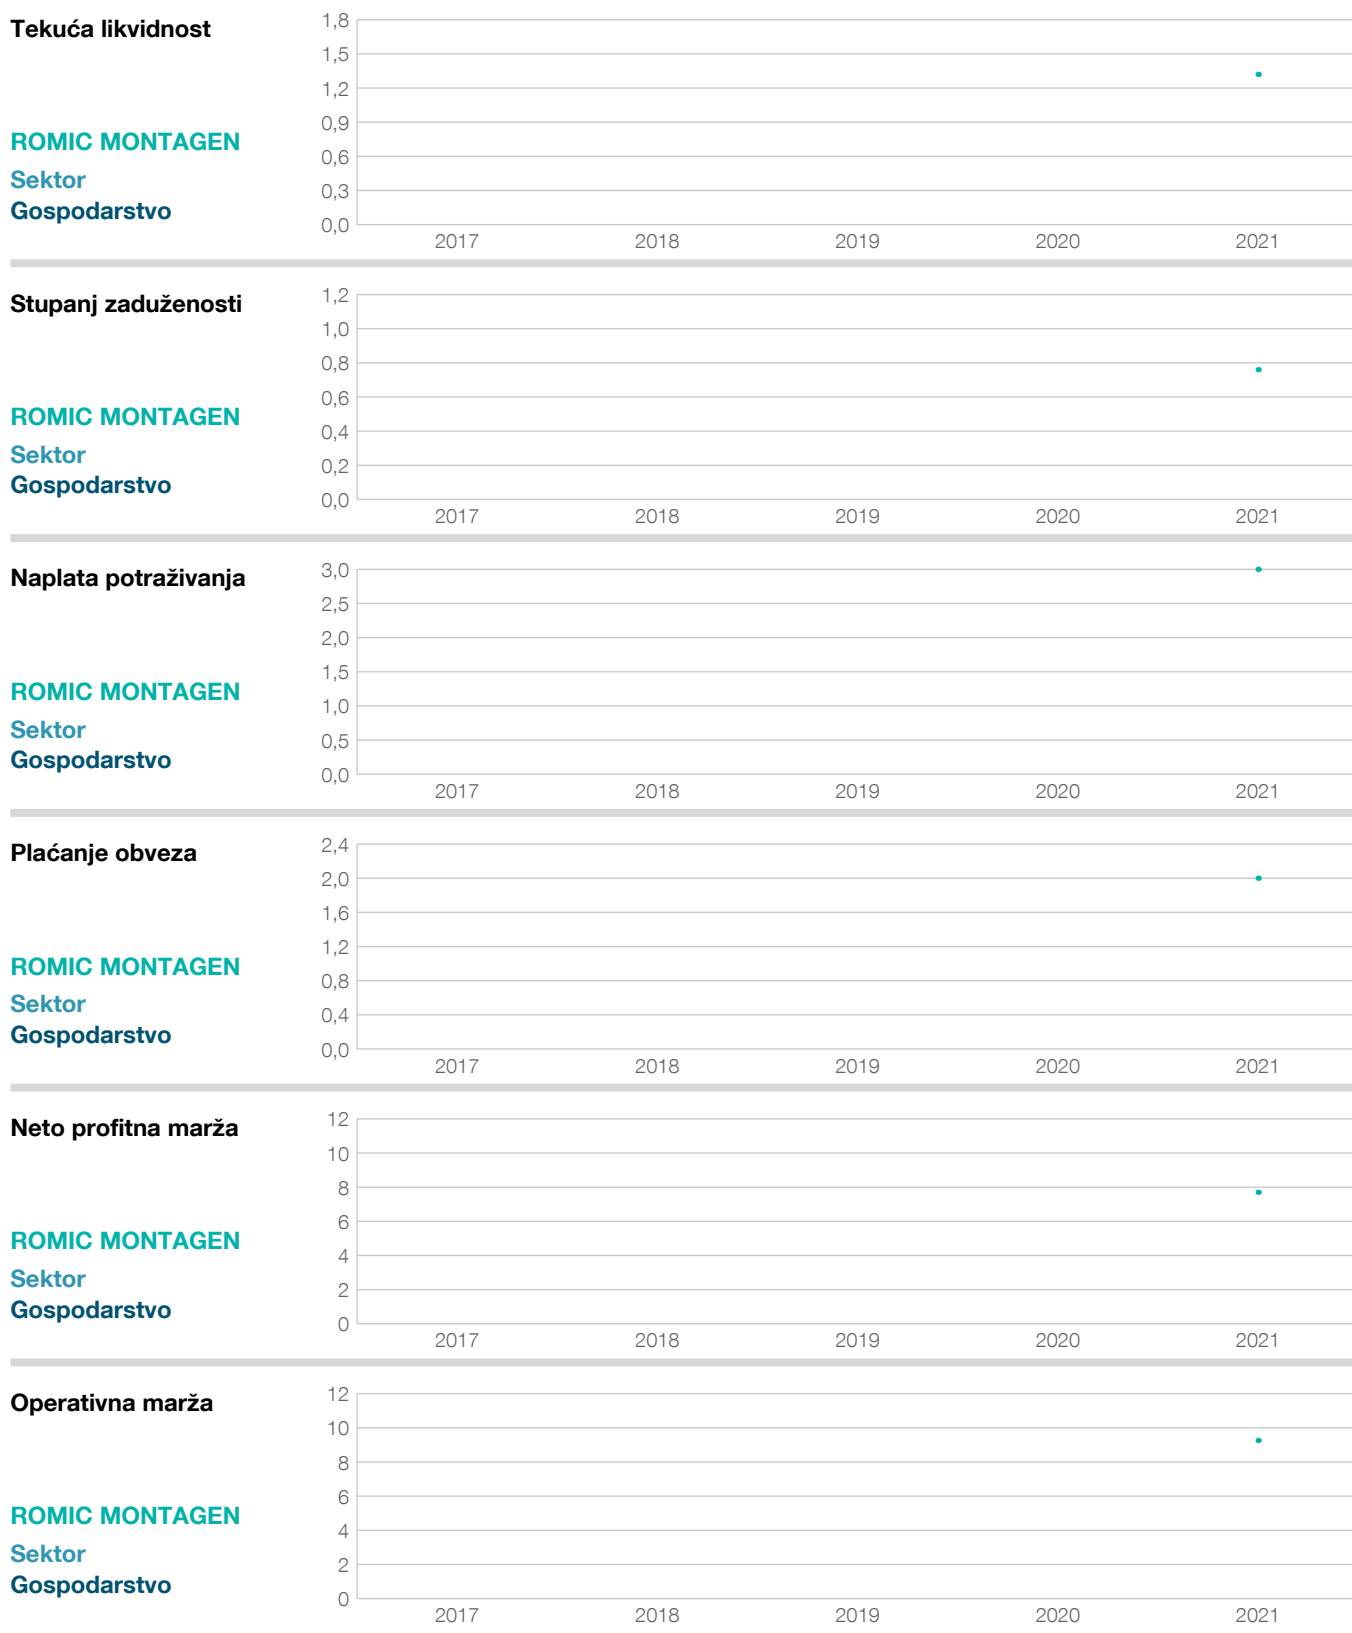 Tekuća likvidnost
ROMIC MONTAGEN
Sektor
Gospodarstvo
1,8
1,5
1,2
0,9
0,6
0,3
0,0
2017 2018 2019 2020 2021
Stupanj zaduženosti
ROMIC MONTAGEN
Sektor
Gospodarstvo
1,2
1,0
0,8
0,6
0,4
0,2
0,0
2017 2018 2019 2020 2021
Naplata potraživanja
ROMIC MONTAGEN
Sektor
Gospodarstvo
3,0
2,5
2,0
1,5
1,0
0,5
0,0
2017 2018 2019 2020 2021
Plaćanje obveza
ROMIC MONTAGEN
Sektor
Gospodarstvo
2,4
2,0
1,6
1,2
0,8
0,4
0,0
2017 2018 2019 2020 2021
Neto profitna marža
ROMIC MONTAGEN
Sektor
Gospodarstvo
12
10
8
6
4
2
0
2017 2018 2019 2020 2021
Operativna marža
ROMIC MONTAGEN
Sektor
Gospodarstvo
12
10
8
6
4
2
0
2017 2018 2019 2020 2021